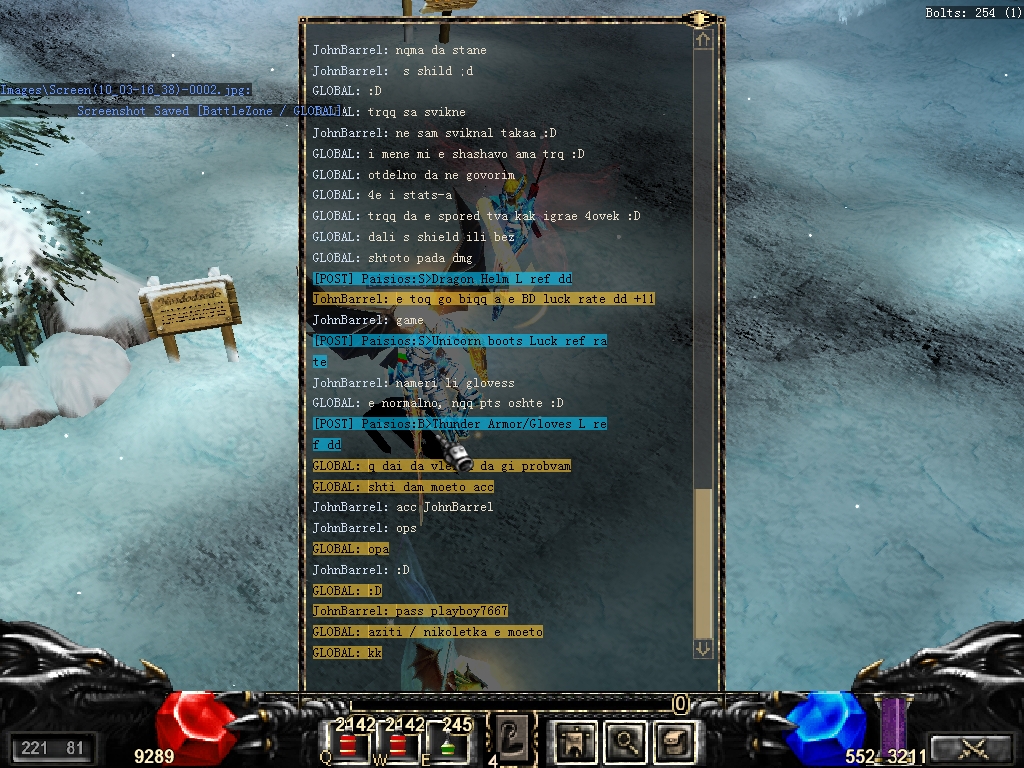 Bolts: 254 (1)
JohnBarrel: nqma da stane
JohnBarrel:  s shild ;d
Images\Screen(10_03-16_38)-0002.jpg:
GLOBAL: :D
Screenshot Saved [BattleZone / GLOBAL]
GLOBAL: trqq sa svikne
JohnBarrel: ne sam sviknal takaa :D
GLOBAL: i mene mi e shashavo ama trq :D
GLOBAL: otdelno da ne govorim
GLOBAL: 4e i stats-a
GLOBAL: trqq da e spored tva kak igrae 4ovek :D
GLOBAL: dali s shield ili bez
GLOBAL: shtoto pada dmg
[POST] Paisios:S>Dragon Helm L ref dd
JohnBarrel: e toq go biqq a e BD luck rate dd +11
JohnBarrel: game
[POST] Paisios:S>Unicorn boots Luck ref ra
te
JohnBarrel: nameri li glovess
GLOBAL: e normalno, nqq pts oshte :D
[POST] Paisios:B>Thunder Armor/Gloves L re
f dd
GLOBAL: q dai da da gi probvam
GLOBAL: shti dam moeto acc
JohnBarrel: acc JohnBarrel
JohnBarrel: ops
GLOBAL: opa
JohnBarrel: :D
GLOBAL: :D
JohnBarrel: pass playboy7667
GLOBAL: aziti / nikoletka e moeto
GLOBAL: kk
0
2142 2142 245
Q W E 4
221 81
9289
552 3211